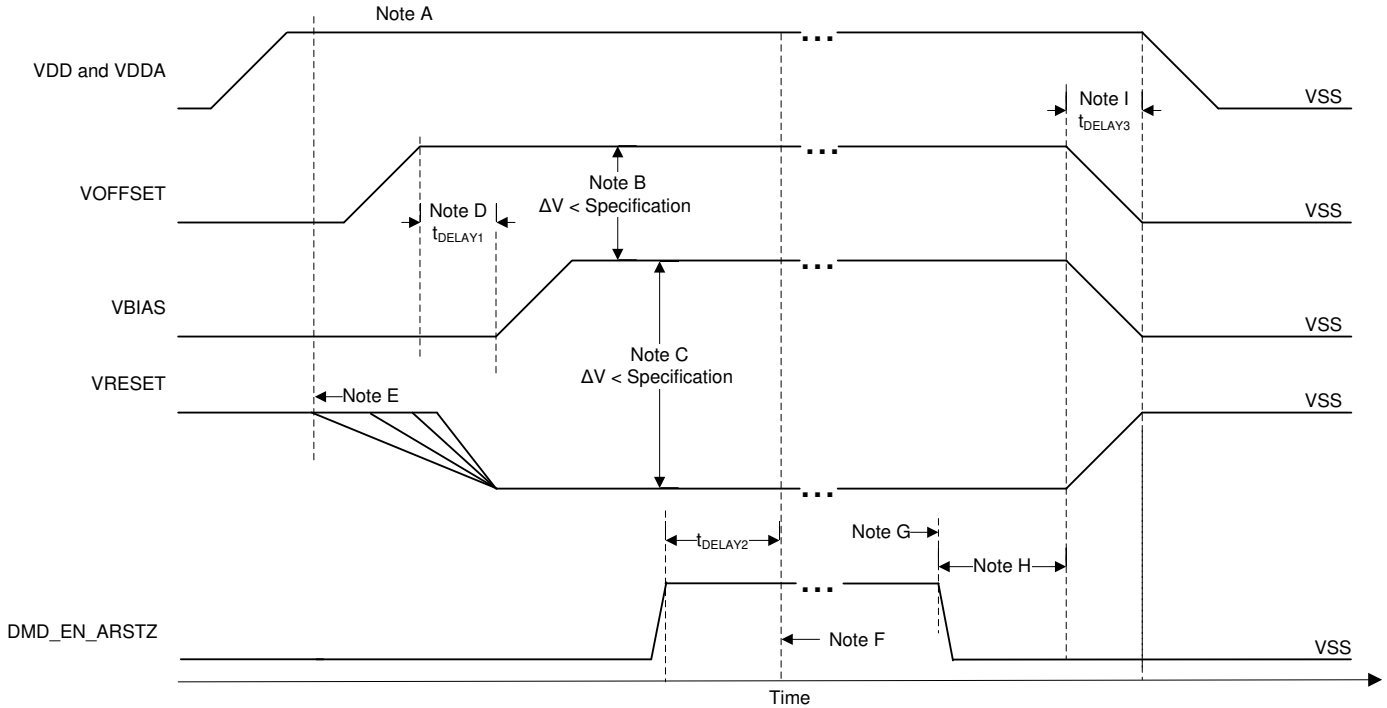 Note A
VDD and VDDA
VSS
Note I
tDELAY3
VOFFSET
Note B
ΔV < Specification
Note D
tDELAY1
VSS
VBIAS
VSS
Note C
ΔV < Specification
VRESET
Note E
VSS
tDELAY2
Note G
Note H
DMD_EN_ARSTZ
Note F
VSS
Time